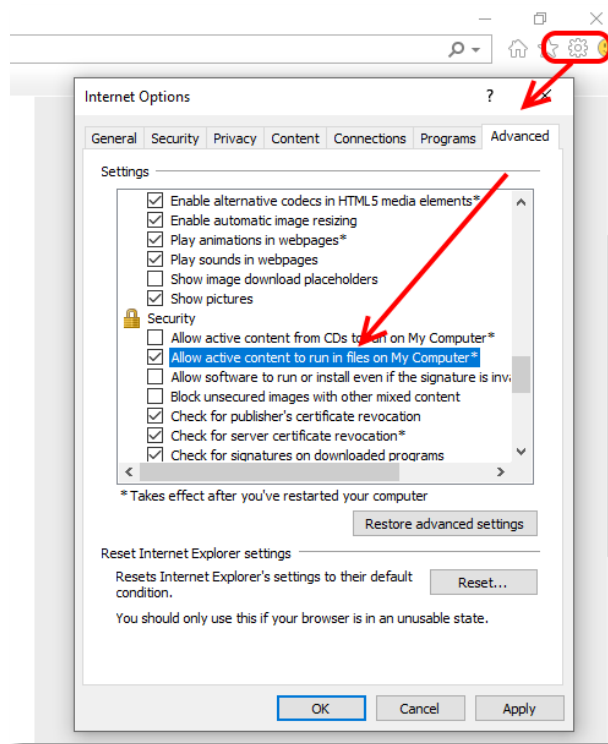 Internet Options
?
General Security Privacy Content Connections Programs Advanced
Settings
Enable alternative codecs in HTML5 media elements*
Enable automatic image resizing
Play animations in webpages*
Play sounds in webpages
Show image download placeholders
Show pictures
Security
Allow active content from CDs to run on My Computer*
Allow active content to run in files on My Computer*
Allow software to run or install even if the signature is
Block unsecured images with other mixed content
Check for publisher's certificate revocation
Check for server certificate revocation*
Check for signatures on downloaded programs
*Takes effect after you've restarted your computer
Restore advanced settings
Reset Internet Explorer settings
Resets Internet Explorer's settings to their default
condition.
Reset...
You should only use this if your browser is in an unusable state.
OK Cancel Apply